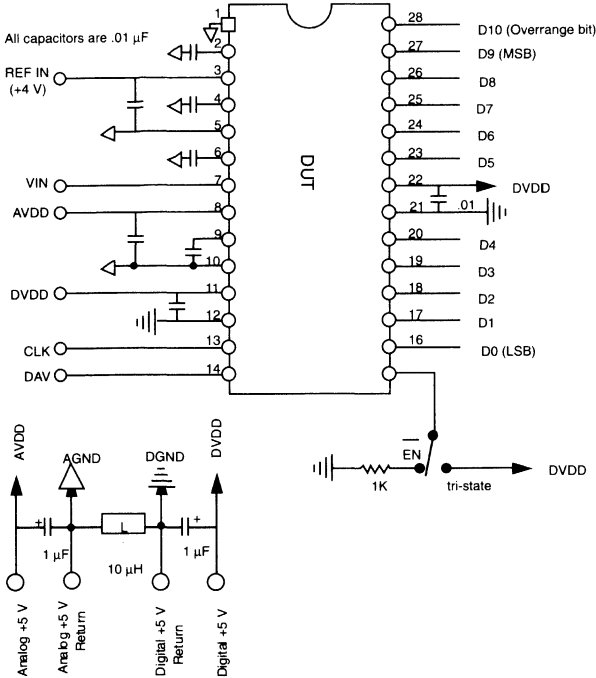 All capacitors are .01 µF
REF IN
(+4 V)
VIN
AVDD
DVDD
CLK
DAV
1
2
3
4
5
6
7
8
9
10
11
12
13
14
DUT
28
27
26
25
24
23
22
21
20
19
18
17
16
D10 (Overrange bit)
D9 (MSB)
D8
D7
D6
D5
DVDD
.01
D4
D3
D2
D1
D0 (LSB)
EN
1K
tri-state
DVDD
AVDD
AGND
DGND
DVDD
+
L
+
1 µF
10 µH
1 µF
Analog +5 V
Analog +5 V
Return
Digital +5 V
Return
Digital +5 V